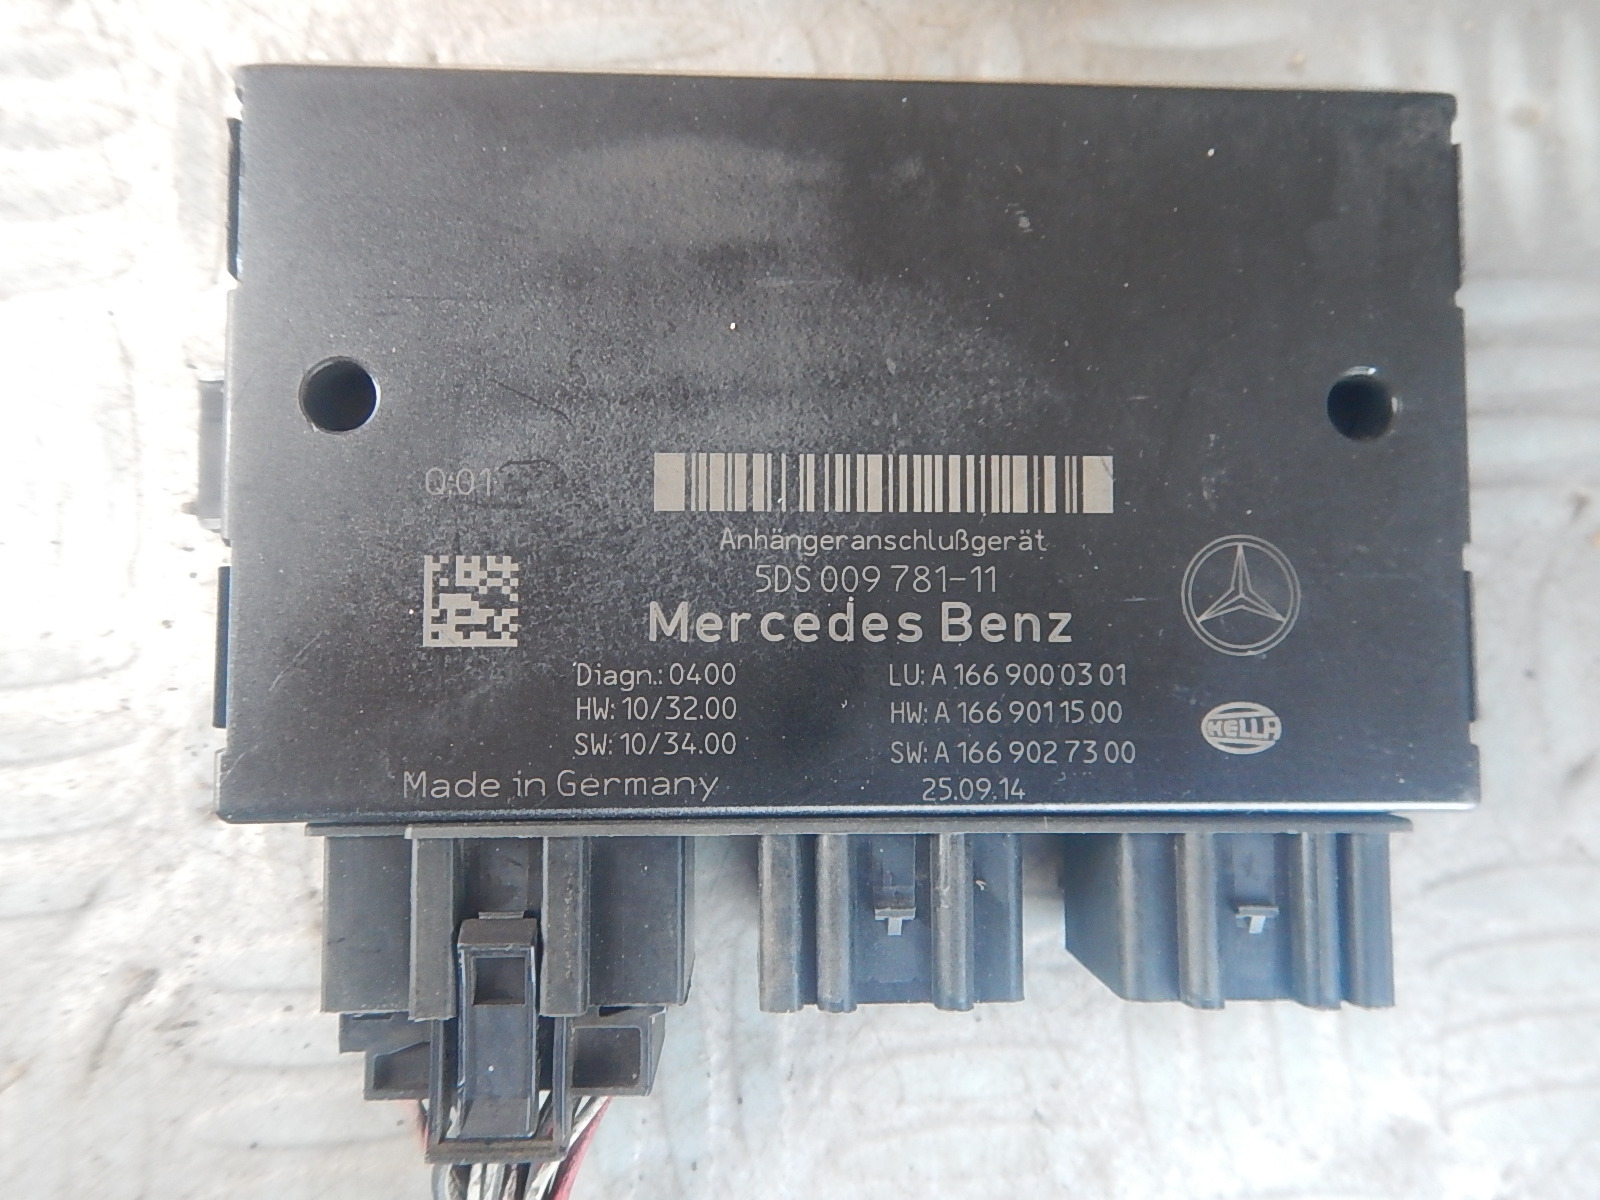 Q:01
Anhängeranschlußgerät
5DS 009 781-11
Mercedes Benz
Diagn.: 0400
HW: 10/32.00
SW: 10/34.00
LU: A 166 900 03 01
HW: A 166 901 15 00
SW: A 166 902 73 00
HELLA
Made in Germany
25.09.14